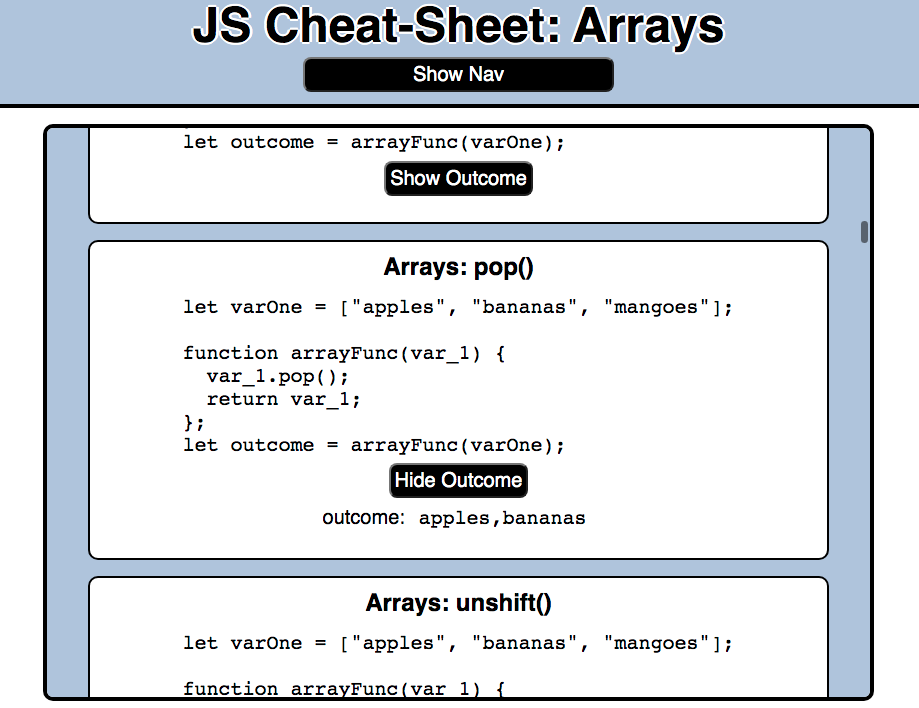 JS Cheat-Sheet: Arrays
Show Nav
let outcome = arrayFunc(varOne);
Show Outcome
Arrays: pop()
let varOne = ["apples", "bananas", "mangoes"];
function arrayFunc(var_1) {
  var_1.pop();
  return var_1;
};
let outcome = arrayFunc(varOne);
Hide Outcome
outcome: apples,bananas
Arrays: unshift()
let varOne = ["apples", "bananas", "mangoes"];
function arrayFunc(var_1) {